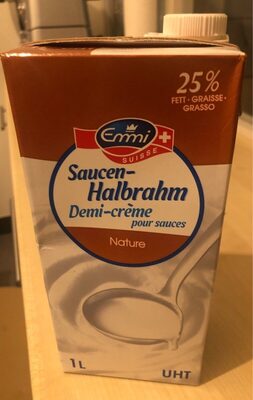 25%
FETT · GRAISSE ·
GRASSO
Emmi
SUISSE
Saucen-
Halbrahm
Demi-crème
pour sauces
Nature
1L
UHT